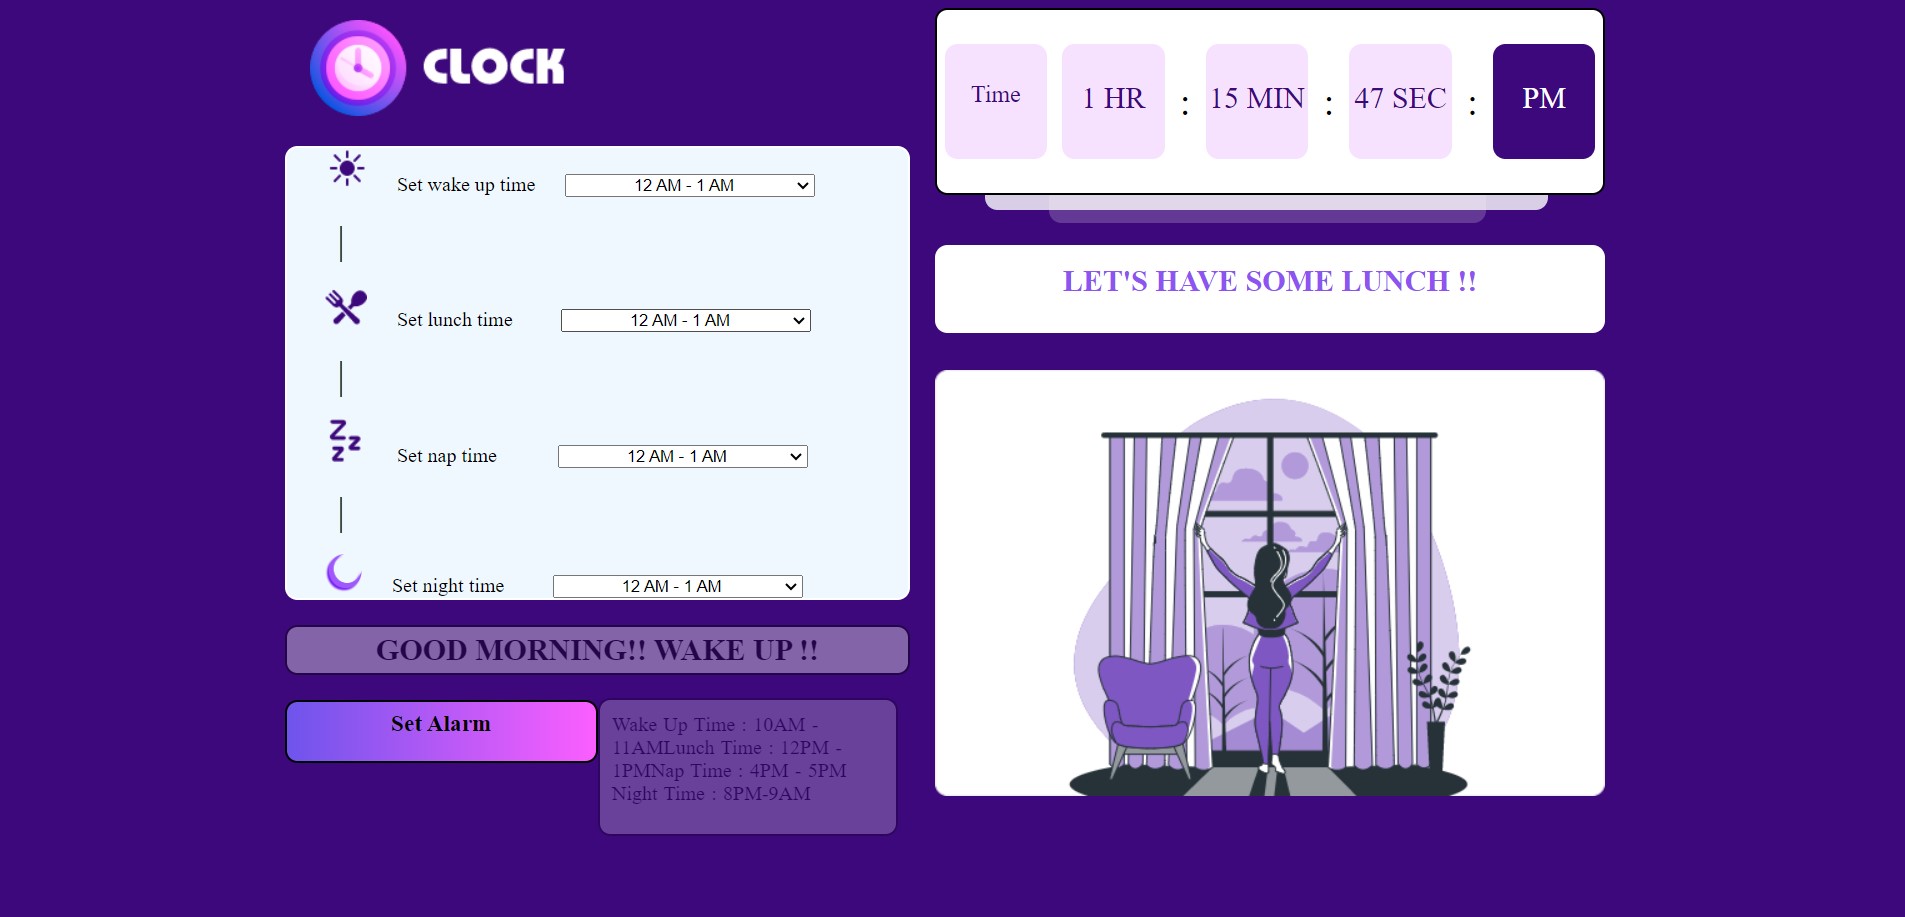 CLOCK
Set wake up time
12 AM - 1 AM
Set lunch time
12 AM - 1 AM
Set nap time
12 AM - 1 AM
Set night time
12 AM - 1 AM
GOOD MORNING!! WAKE UP !!
Set Alarm
Wake Up Time : 10AM -
11AMLunch Time : 12PM -
1PMNap Time : 4PM - 5PM
Night Time : 8PM-9AM
Time
1 HR
:
15 MIN
:
47 SEC
:
PM
LET'S HAVE SOME LUNCH !!